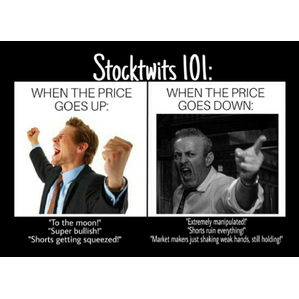 Stocktwits 101:
WHEN THE PRICE
GOES UP:
"To the moon!"
"Super bullish!"
"Shorts getting squeezed!"
WHEN THE PRICE
GOES DOWN:
"Extremely manipulated!"
"Shorts ruin everything!"
"Market makers just shaking weak hands, still holding!"